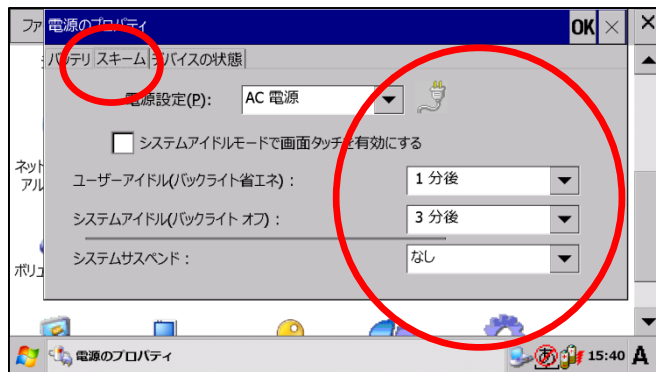 ファ
電源のプロパティ
OK
バッテリ スキーム デバイスの状態
電源設定(P): AC 電源
システムアイドルモードで画面タッチを有効にする
ネット
アル
ユーザーアイドル(バックライト省エネ) : 1 分後
システムアイドル(バックライト オフ) : 3 分後
システムサスペンド : なし
ボリュ
電源のプロパティ
あ
15:40
A